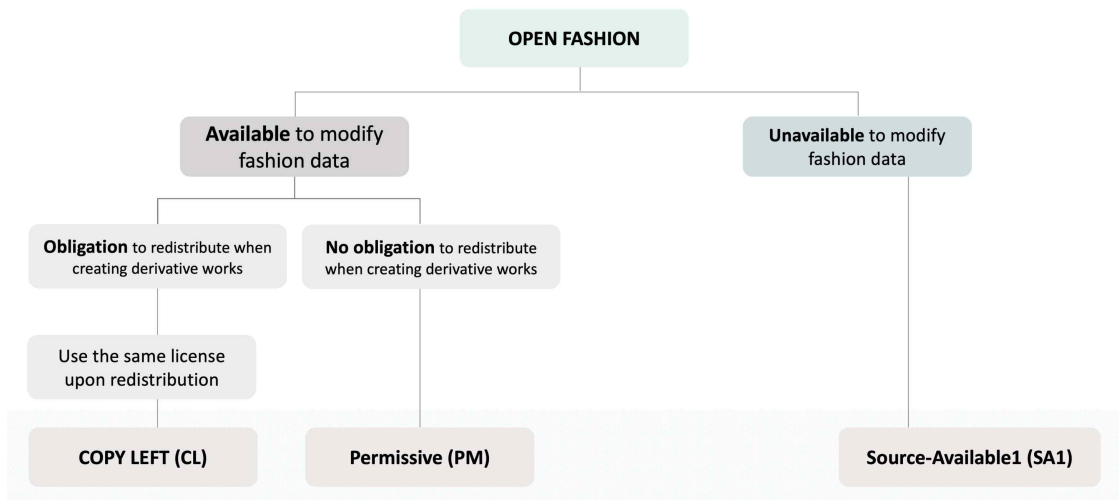 OPEN FASHION
Available to modify
fashion data
Unavailable to modify
fashion data
Obligation to redistribute when
creating derivative works
No obligation to redistribute
when creating derivative works
Use the same license
upon redistribution
COPY LEFT (CL)
Permissive (PM)
Source-Available1 (SA1)